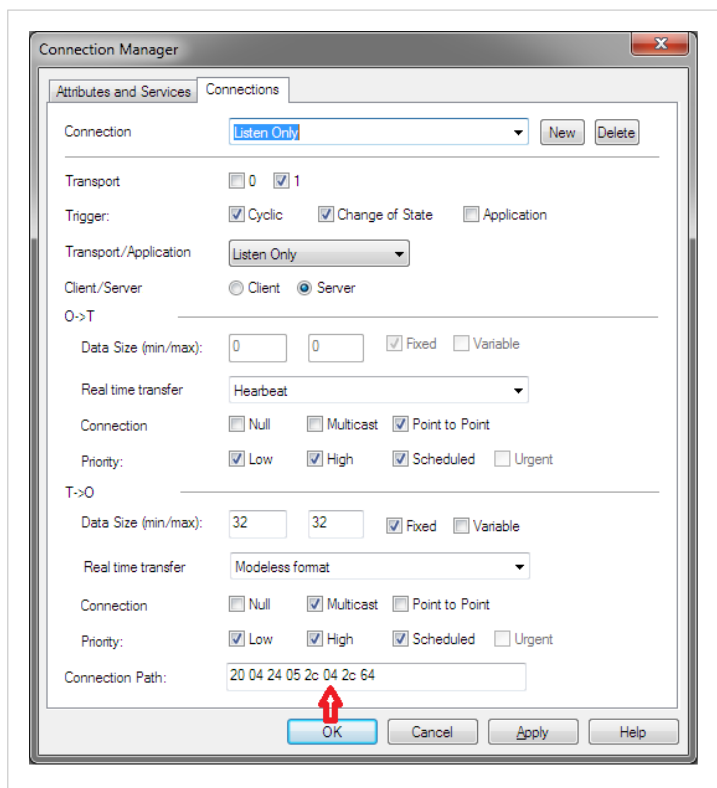 Connection Manager
Attributes and Services Connections
Connection Listen Only New Delete
Transport 0 1
Trigger: Cyclic Change of State Application
Transport/Application Listen Only
Client/Server Client Server
O->T
Data Size (min/max): 0 0 Fixed Variable
Real time transfer Hearbeat
Connection Null Multicast Point to Point
Priority: Low High Scheduled Urgent
T->O
Data Size (min/max): 32 32 Fixed Variable
Real time transfer Modeless format
Connection Null Multicast Point to Point
Priority: Low High Scheduled Urgent
Connection Path: 20 04 24 05 2c 04 2c 64
OK Cancel Apply Help